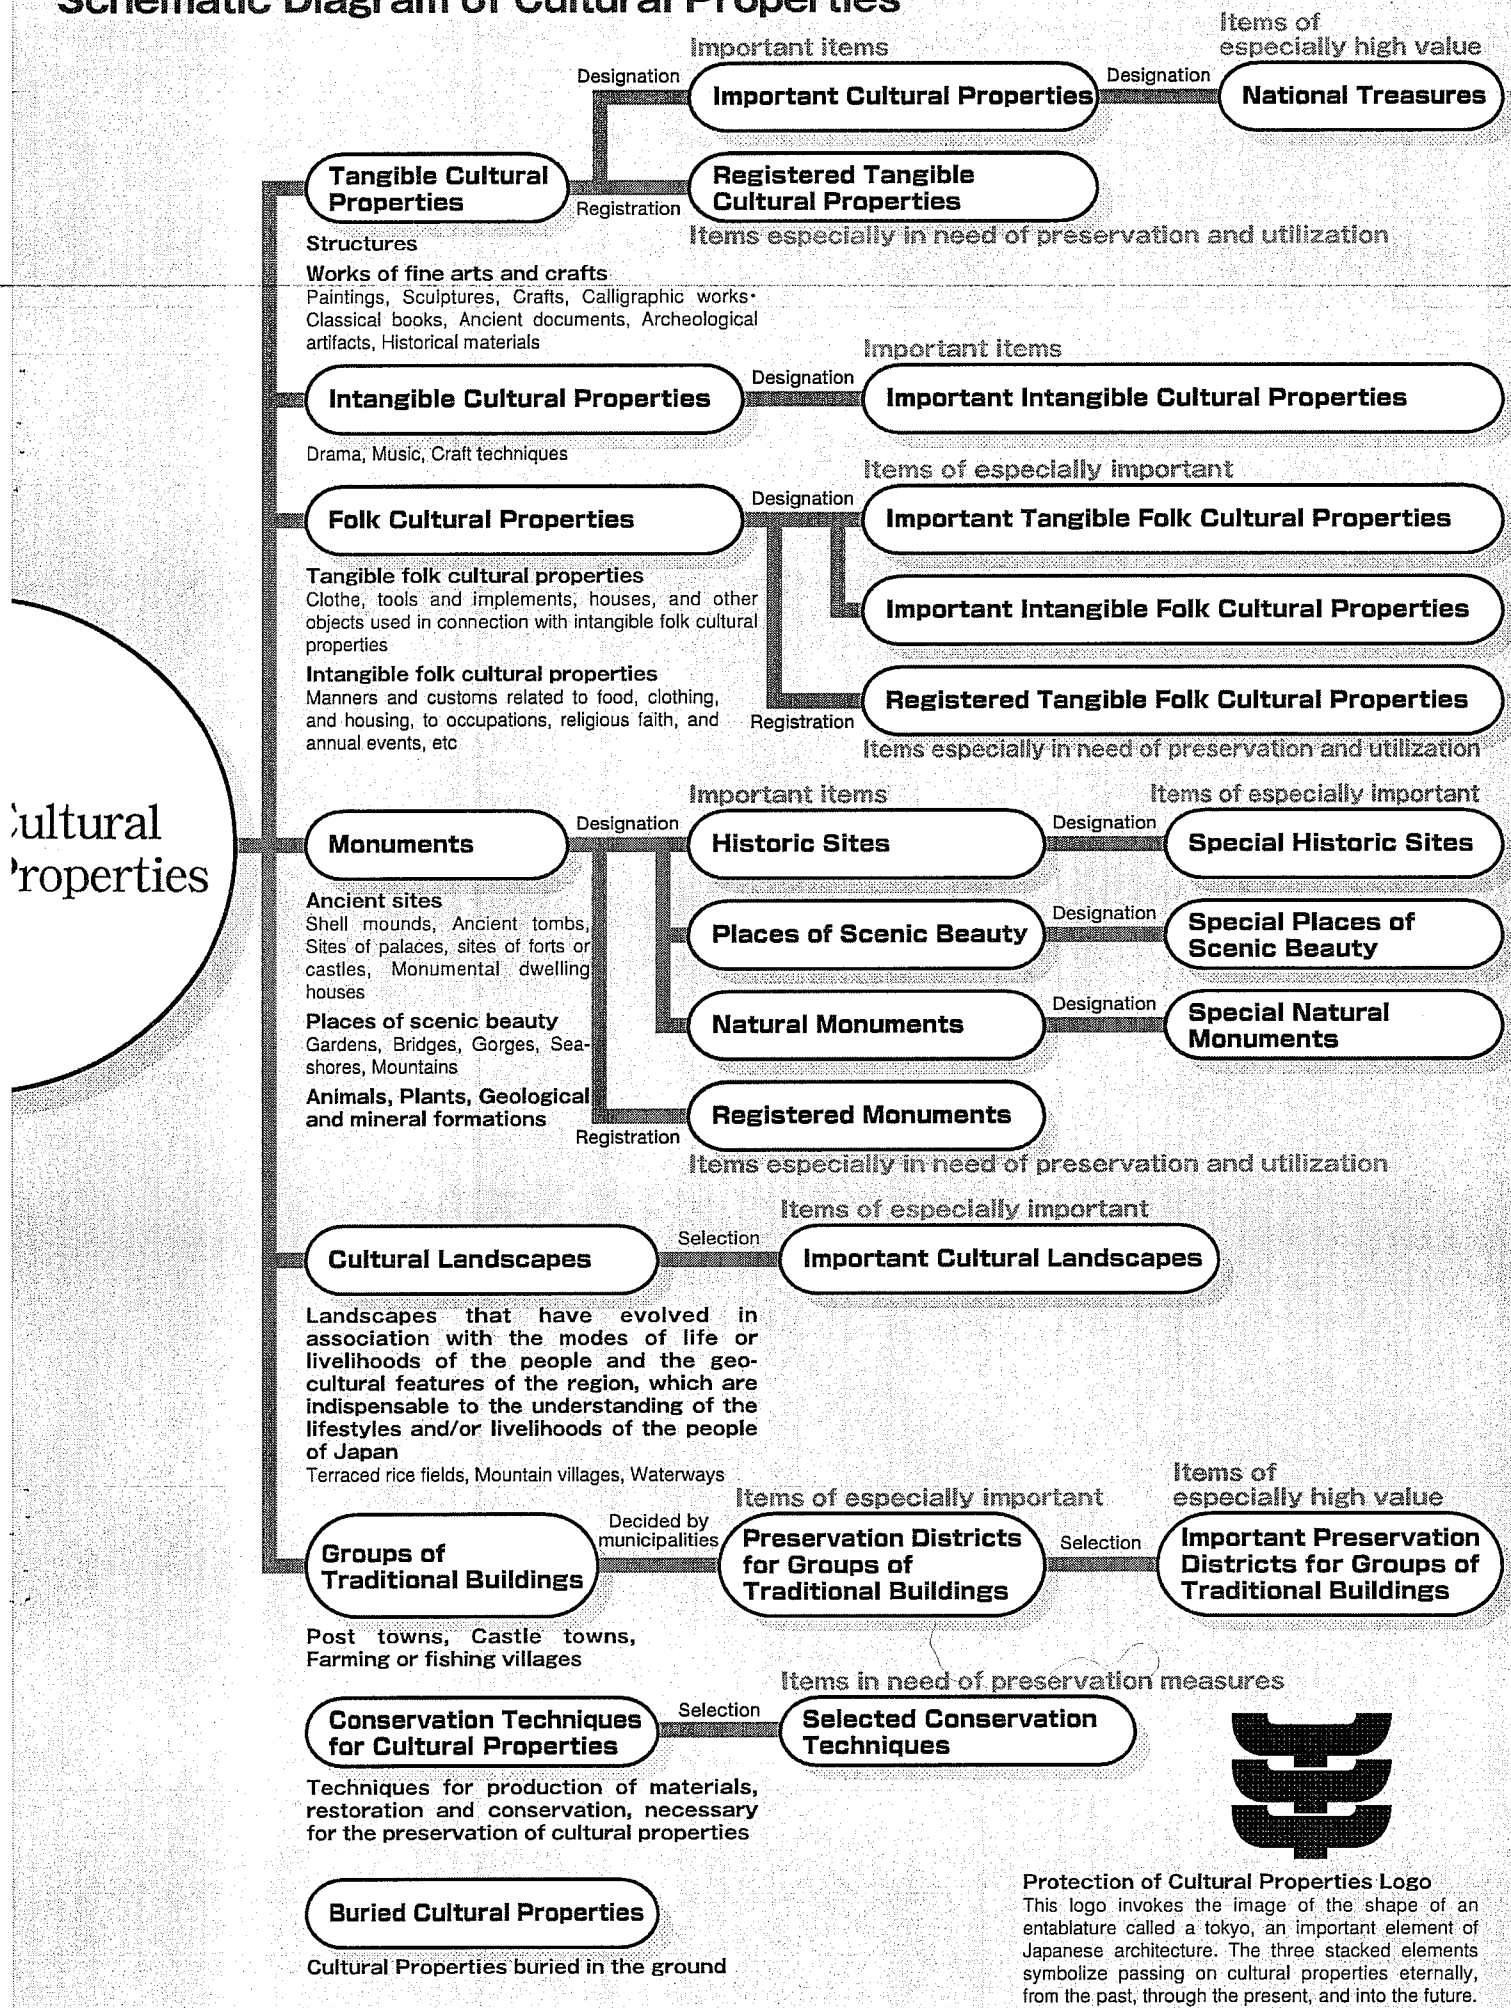 Schematic Diagram of Cultural Properties
Items of
especially high value
Important items
Designation
Important Cultural Properties
Designation
National Treasures
Tangible Cultural
Properties
Registration
Registered Tangible
Cultural Properties
Items especially in need of preservation and utilization
Structures
Works of fine arts and crafts
Paintings, Sculptures, Crafts, Calligraphic works·
Classical books, Ancient documents, Archeological
artifacts, Historical materials
Important items
Intangible Cultural Properties
Designation
Important Intangible Cultural Properties
Drama, Music, Craft techniques
Items of especially important
Folk Cultural Properties
Designation
Important Tangible Folk Cultural Properties
Important Intangible Folk Cultural Properties
Registration
Registered Tangible Folk Cultural Properties
Items especially in need of preservation and utilization
Tangible folk cultural properties
Clothe, tools and implements, houses, and other
objects used in connection with intangible folk cultural
properties
Intangible folk cultural properties
Manners and customs related to food, clothing,
and housing, to occupations, religious faith, and
annual events, etc
ultural
roperties
Important items
Items of especially important
Monuments
Designation
Historic Sites
Designation
Special Historic Sites
Places of Scenic Beauty
Designation
Special Places of
Scenic Beauty
Natural Monuments
Designation
Special Natural
Monuments
Registration
Registered Monuments
Items especially in need of preservation and utilization
Ancient sites
Shell mounds, Ancient tombs,
Sites of palaces, sites of forts or
castles, Monumental dwelling
houses
Places of scenic beauty
Gardens, Bridges, Gorges, Sea-
shores, Mountains
Animals, Plants, Geological
and mineral formations
Items of especially important
Cultural Landscapes
Selection
Important Cultural Landscapes
Landscapes that have evolved in
association with the modes of life or
livelihoods of the people and the geo-
cultural features of the region, which are
indispensable to the understanding of the
lifestyles and/or livelihoods of the people
of Japan
Terraced rice fields, Mountain villages, Waterways
Items of especially important
Items of
especially high value
Groups of
Traditional Buildings
Decided by
municipalities
Preservation Districts
for Groups of
Traditional Buildings
Selection
Important Preservation
Districts for Groups of
Traditional Buildings
Post towns, Castle towns,
Farming or fishing villages
Items in need of preservation measures
Conservation Techniques
for Cultural Properties
Selection
Selected Conservation
Techniques
Techniques for production of materials,
restoration and conservation, necessary
for the preservation of cultural properties
Buried Cultural Properties
Cultural Properties buried in the ground
Protection of Cultural Properties Logo
This logo invokes the image of the shape of an
entablature called a tokyo, an important element of
Japanese architecture. The three stacked elements
symbolize passing on cultural properties eternally,
from the past, through the present, and into the future.